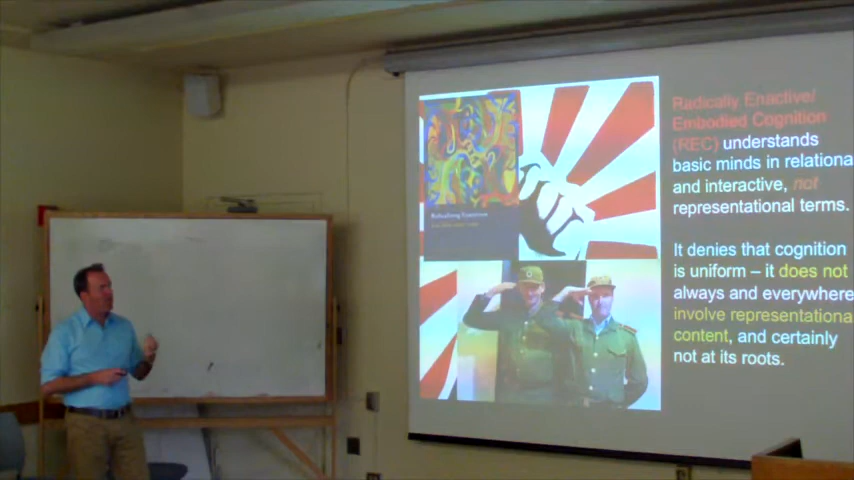 Radically Enactive/
Embodied Cognition
(REC) understands
basic minds in relationa
and interactive, not
representational terms.
It denies that cognition
is uniform – it does not
always and everywhere
involve representationa
content, and certainly
not at its roots.
Radicalizing Enactivism